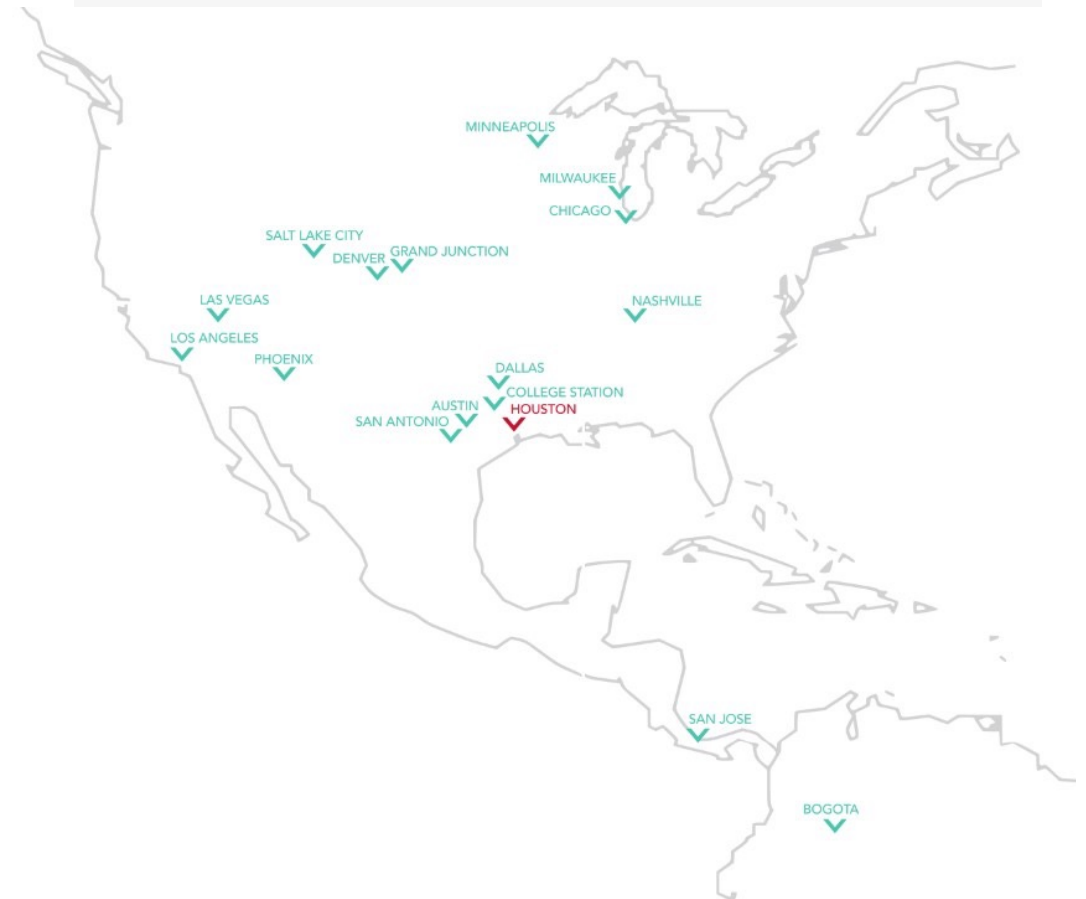 MINNEAPOLIS
MILWAUKEE
CHICAGO
SALT LAKE CITY
GRAND JUNCTION
DENVER
LAS VEGAS
NASHVILLE
LOS ANGELES
PHOENIX
DALLAS
COLLEGE STATION
AUSTIN
HOUSTON
SAN ANTONIO
SAN JOSE
BOGOTA